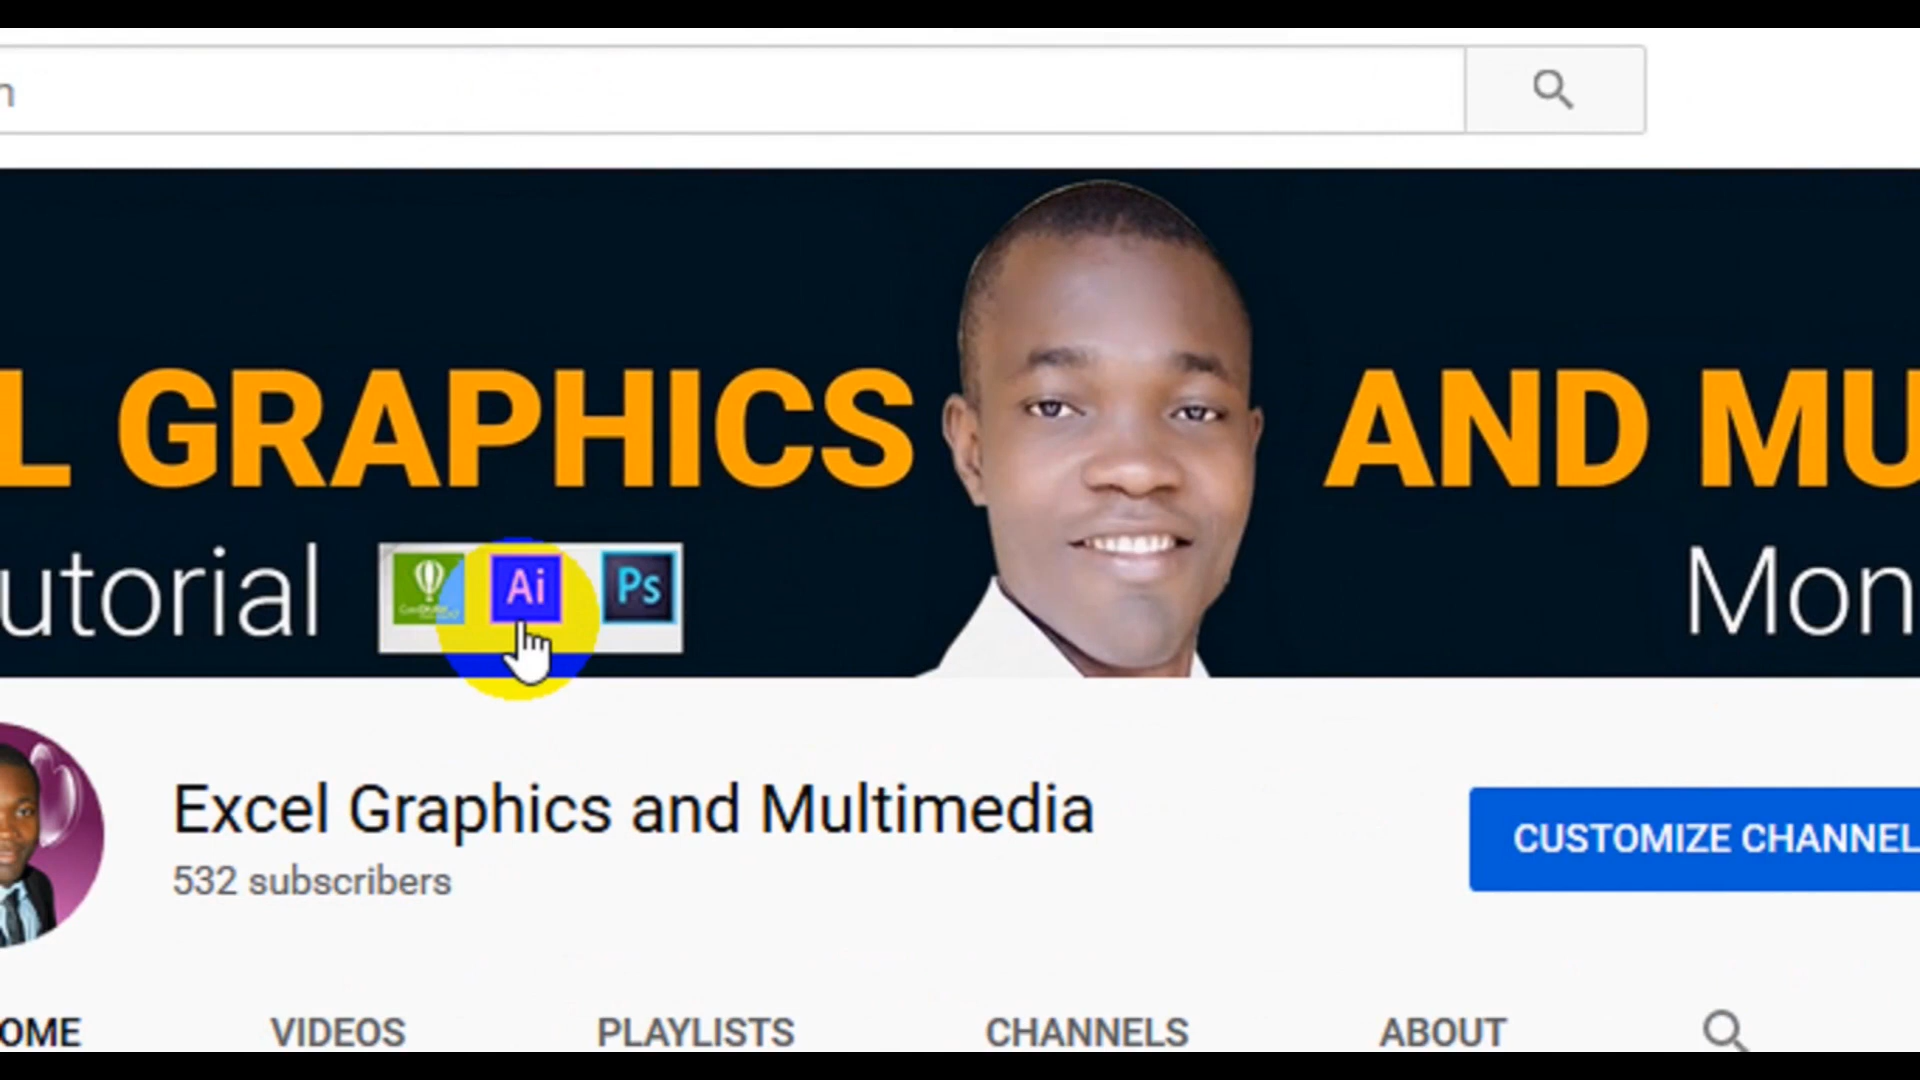 L GRAPHICS AND MU
utorial Ai Ps Mon
Excel Graphics and Multimedia
532 subscribers
CUSTOMIZE CHANNEL
OME VIDEOS PLAYLISTS CHANNELS ABOUT